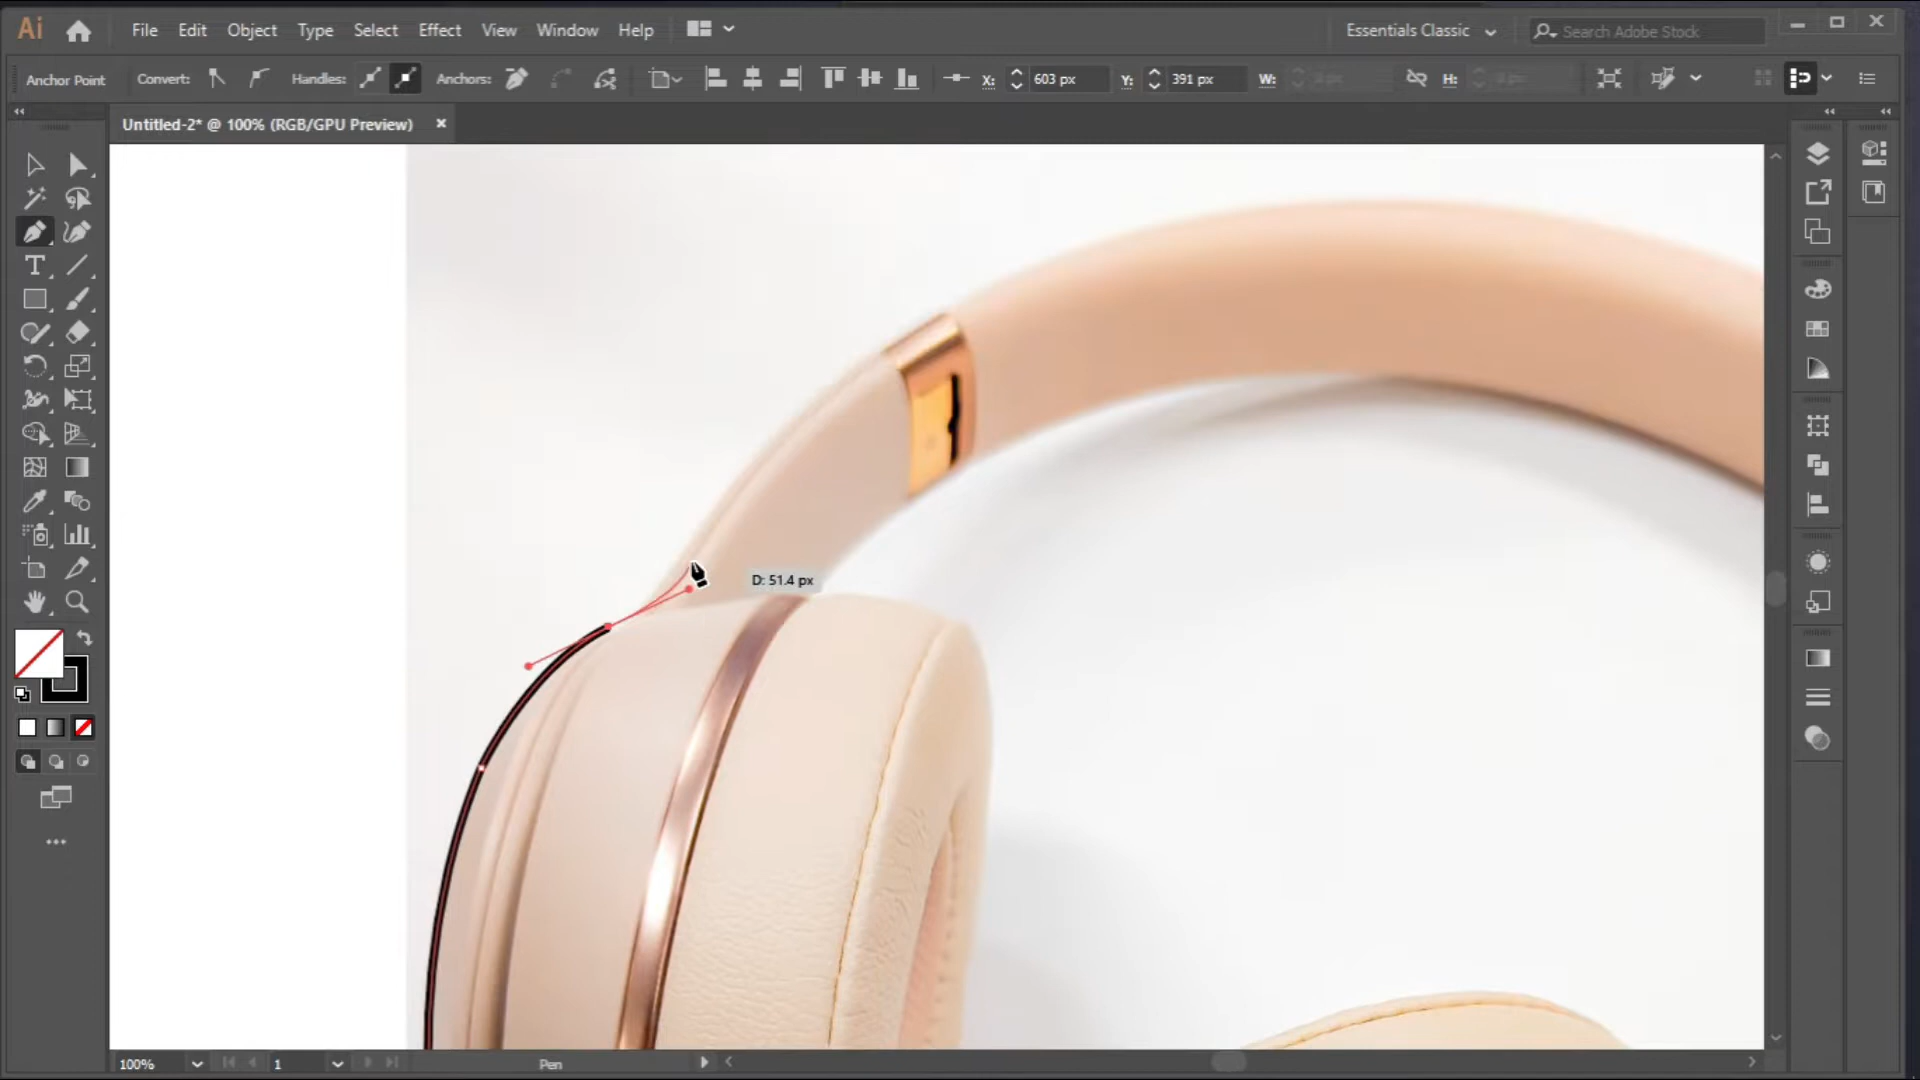 Ai File Edit Object Type Select Effect View Window Help Essentials Classic Search Adobe Stock
Anchor Point Convert: Handles: Anchors: X: 603 px Y: 391 px W: H:
Untitled-2* @ 100% (RGB/GPU Preview) ×
D: 51.4 px
100% 1 Pen